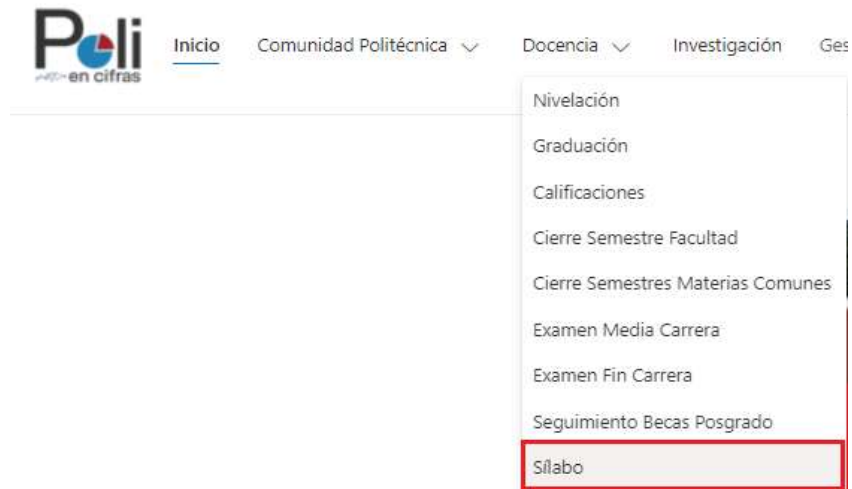 Poli
en cifras
Inicio Comunidad Politécnica Docencia Investigación Ges
Nivelación
Graduación
Calificaciones
Cierre Semestre Facultad
Cierre Semestres Materias Comunes
Examen Media Carrera
Examen Fin Carrera
Seguimiento Becas Posgrado
Sílabo